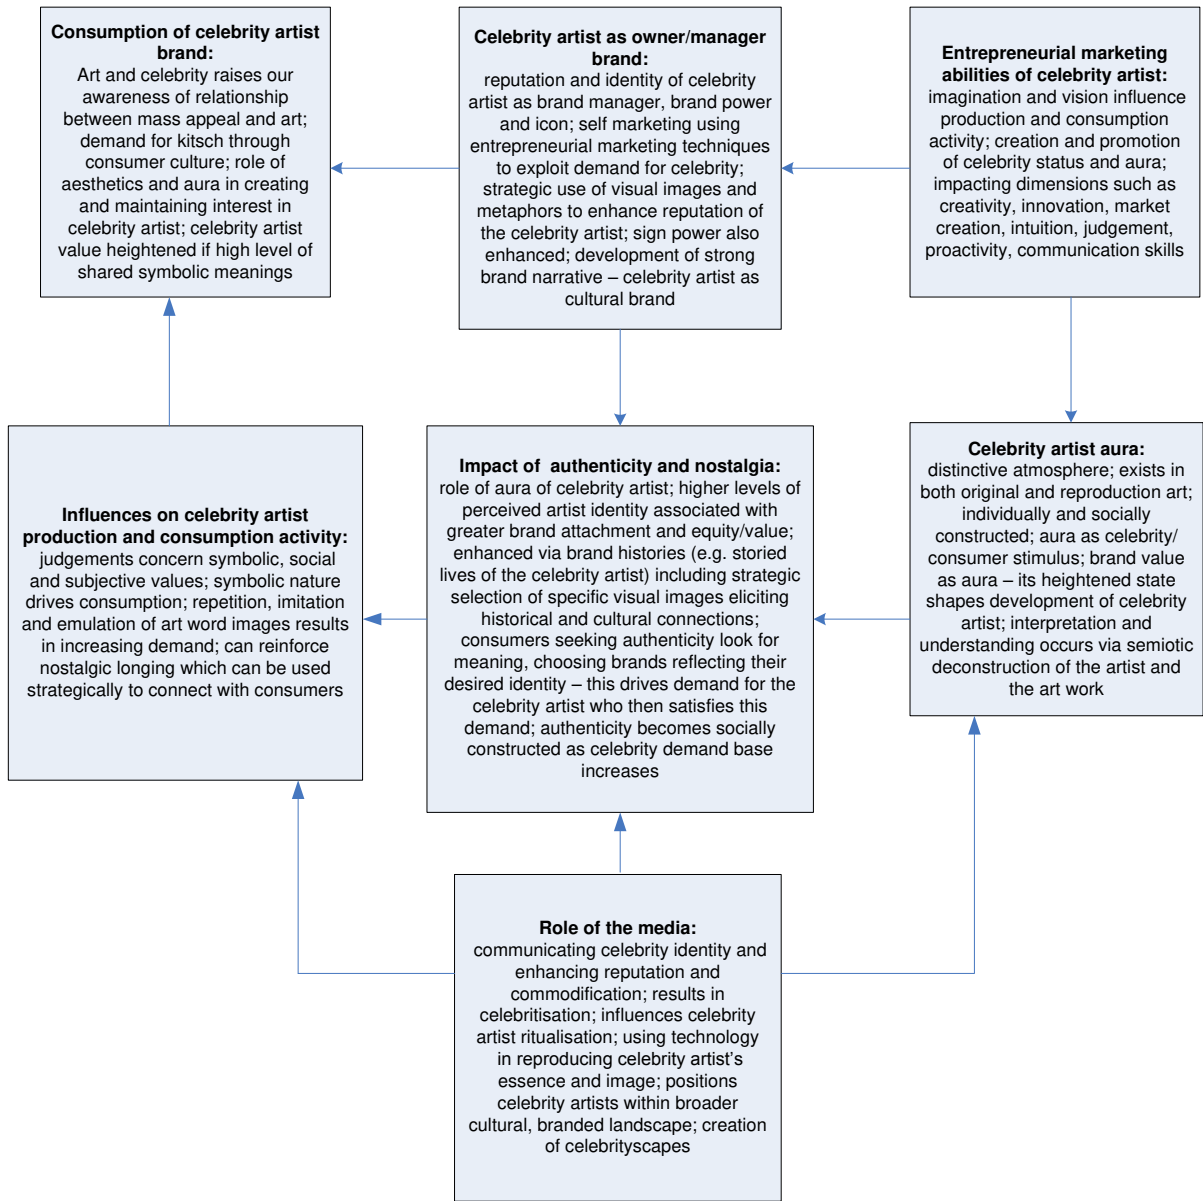 Consumption of celebrity artist
brand:
Art and celebrity raises our
awareness of relationship
between mass appeal and art;
demand for kitsch through
consumer culture; role of
aesthetics and aura in creating
and maintaining interest in
celebrity artist; celebrity artist
value heightened if high level of
shared symbolic meanings
Celebrity artist as owner/manager
brand:
reputation and identity of celebrity
artist as brand manager, brand power
and icon; self marketing using
entrepreneurial marketing techniques
to exploit demand for celebrity;
strategic use of visual images and
metaphors to enhance reputation of
the celebrity artist; sign power also
enhanced; development of strong
brand narrative – celebrity artist as
cultural brand
Entrepreneurial marketing
abilities of celebrity artist:
imagination and vision influence
production and consumption
activity; creation and promotion
of celebrity status and aura;
impacting dimensions such as
creativity, innovation, market
creation, intuition, judgement,
proactivity, communication skills
Influences on celebrity artist
production and consumption activity:
judgements concern symbolic, social
and subjective values; symbolic nature
drives consumption; repetition, imitation
and emulation of art word images results
in increasing demand; can reinforce
nostalgic longing which can be used
strategically to connect with consumers
Impact of authenticity and nostalgia:
role of aura of celebrity artist; higher levels of
perceived artist identity associated with
greater brand attachment and equity/value;
enhanced via brand histories (e.g. storied
lives of the celebrity artist) including strategic
selection of specific visual images eliciting
historical and cultural connections;
consumers seeking authenticity look for
meaning, choosing brands reflecting their
desired identity – this drives demand for the
celebrity artist who then satisfies this
demand; authenticity becomes socially
constructed as celebrity demand base
increases
Celebrity artist aura:
distinctive atmosphere; exists in
both original and reproduction art;
individually and socially
constructed; aura as celebrity/
consumer stimulus; brand value
as aura – its heightened state
shapes development of celebrity
artist; interpretation and
understanding occurs via semiotic
deconstruction of the artist and
the art work
Role of the media:
communicating celebrity identity and
enhancing reputation and
commodification; results in
celebritisation; influences celebrity
artist ritualisation; using technology
in reproducing celebrity artist's
essence and image; positions
celebrity artists within broader
cultural, branded landscape; creation
of celebrityscapes